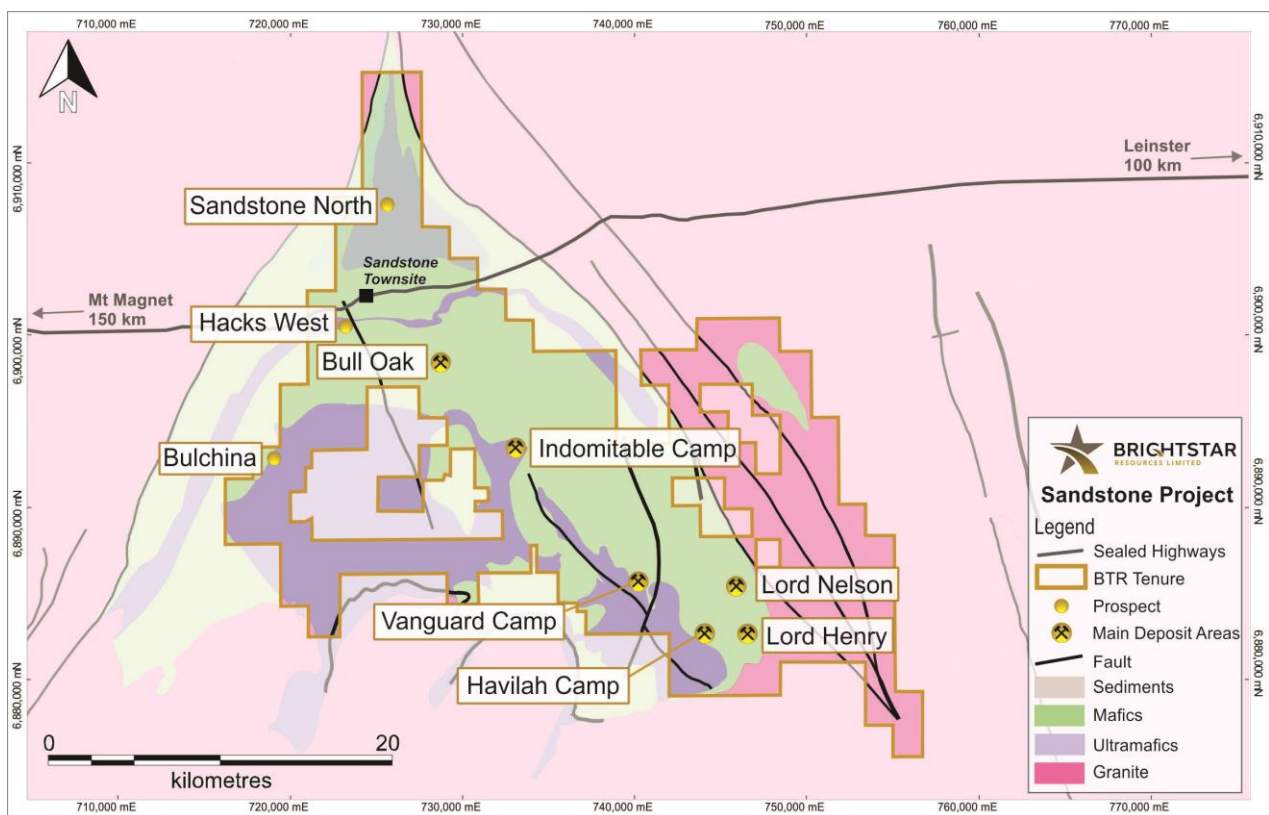 710,000 mE
720,000 mE
730,000 mE
740,000 mE
750,000 mE
760,000 mE
770,000 mE
N
6,910,000 mN
6,910,000 mN
Leinster
100 km
Sandstone North
Sandstone
Townsite
Mt Magnet
150 km
Hacks West
6,900,000 mN
6,900,000 mN
Bull Oak
Indomitable Camp
Bulchina
6,890,000 mN
6,890,000 mN
Lord Nelson
Vanguard Camp
Lord Henry
Havilah Camp
6,880,000 mN
6,880,000 mN
BRIGHTSTAR
RESOURCES LIMITED
Sandstone Project
Legend
Sealed Highways
BTR Tenure
Prospect
Main Deposit Areas
Fault
Sediments
Mafics
Ultramafics
Granite
0 20
kilometres
710,000 mE
720,000 mE
730,000 mE
740,000 mE
750,000 mE
760,000 mE
770,000 mE